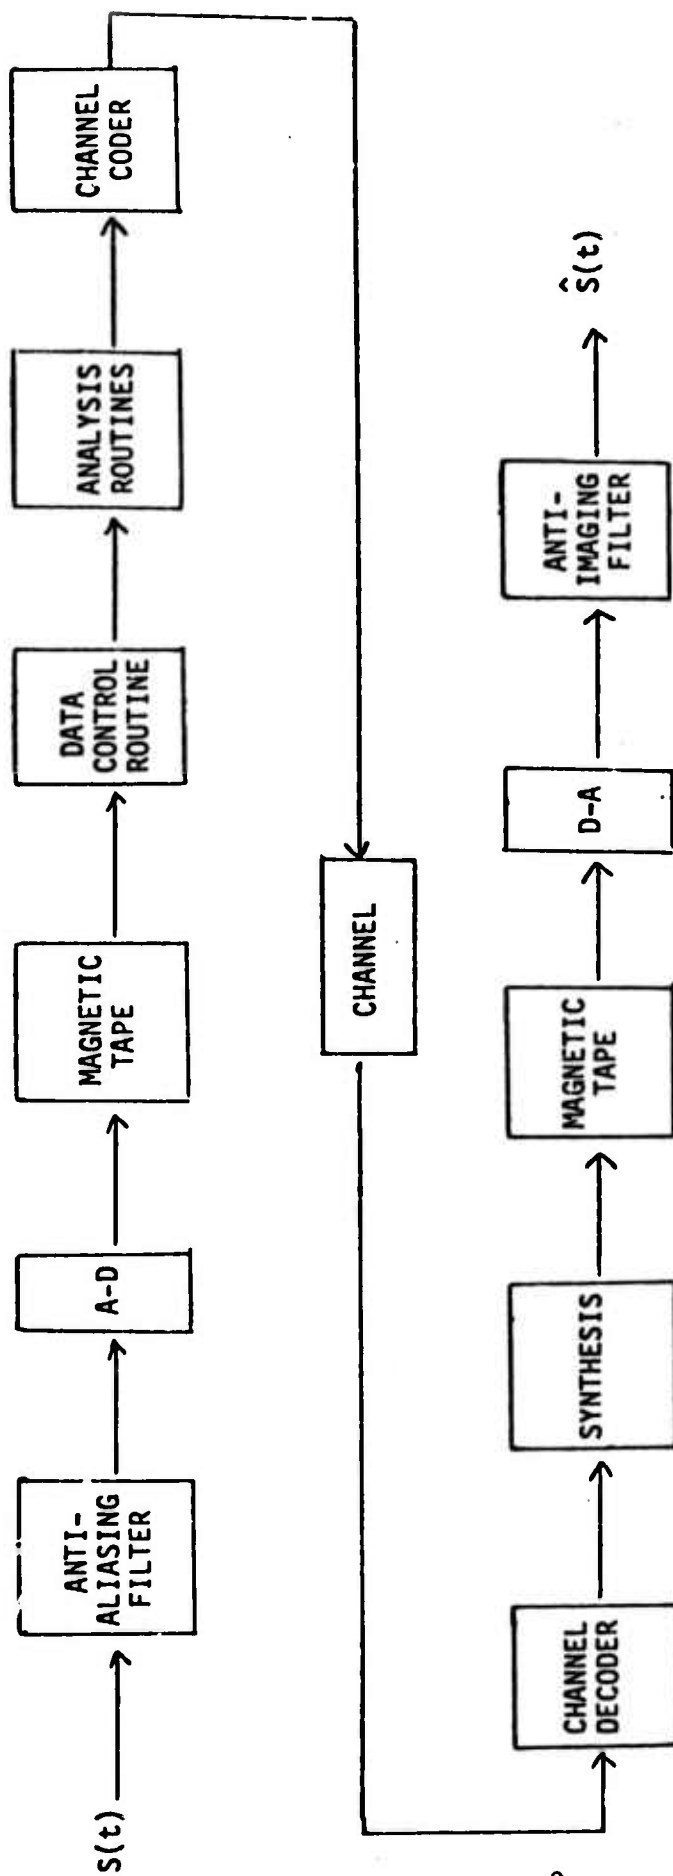 S(t)
ANTI-
ALIASING
FILTER
A-D
MAGNETIC
TAPE
DATA
CONTROL
ROUTINE
ANALYSIS
ROUTINES
CHANNEL
CODER
CHANNEL
CHANNEL
DECODER
SYNTHESIS
MAGNETIC
TAPE
D-A
ANTI-
IMAGING
FILTER
Ŝ(t)